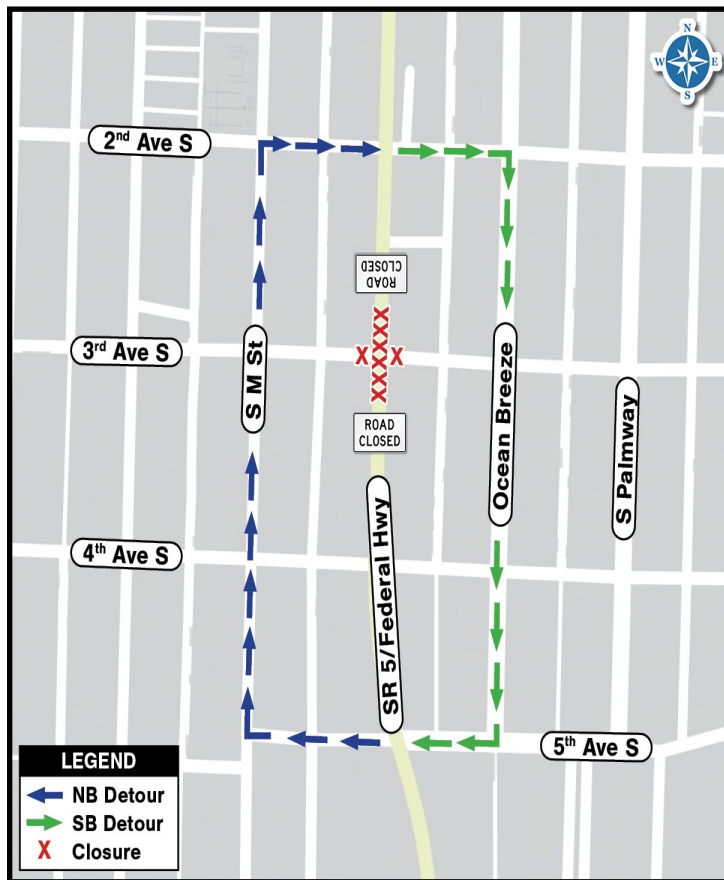 N
W E
S
2nd Ave S
ROAD
CLOSED
3rd Ave S
S M St
X X X X X X X X
ROAD
CLOSED
Ocean Breeze
S Palmway
4th Ave S
SR 5/Federal Hwy
5th Ave S
LEGEND
NB Detour
SB Detour
X Closure